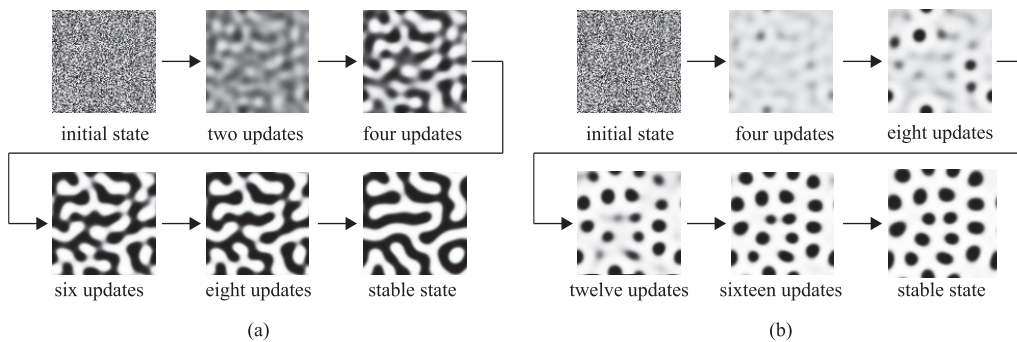 initial state
two updates
four updates
six updates
eight updates
stable state
(a)
initial state
four updates
eight updates
twelve updates
sixteen updates
stable state
(b)